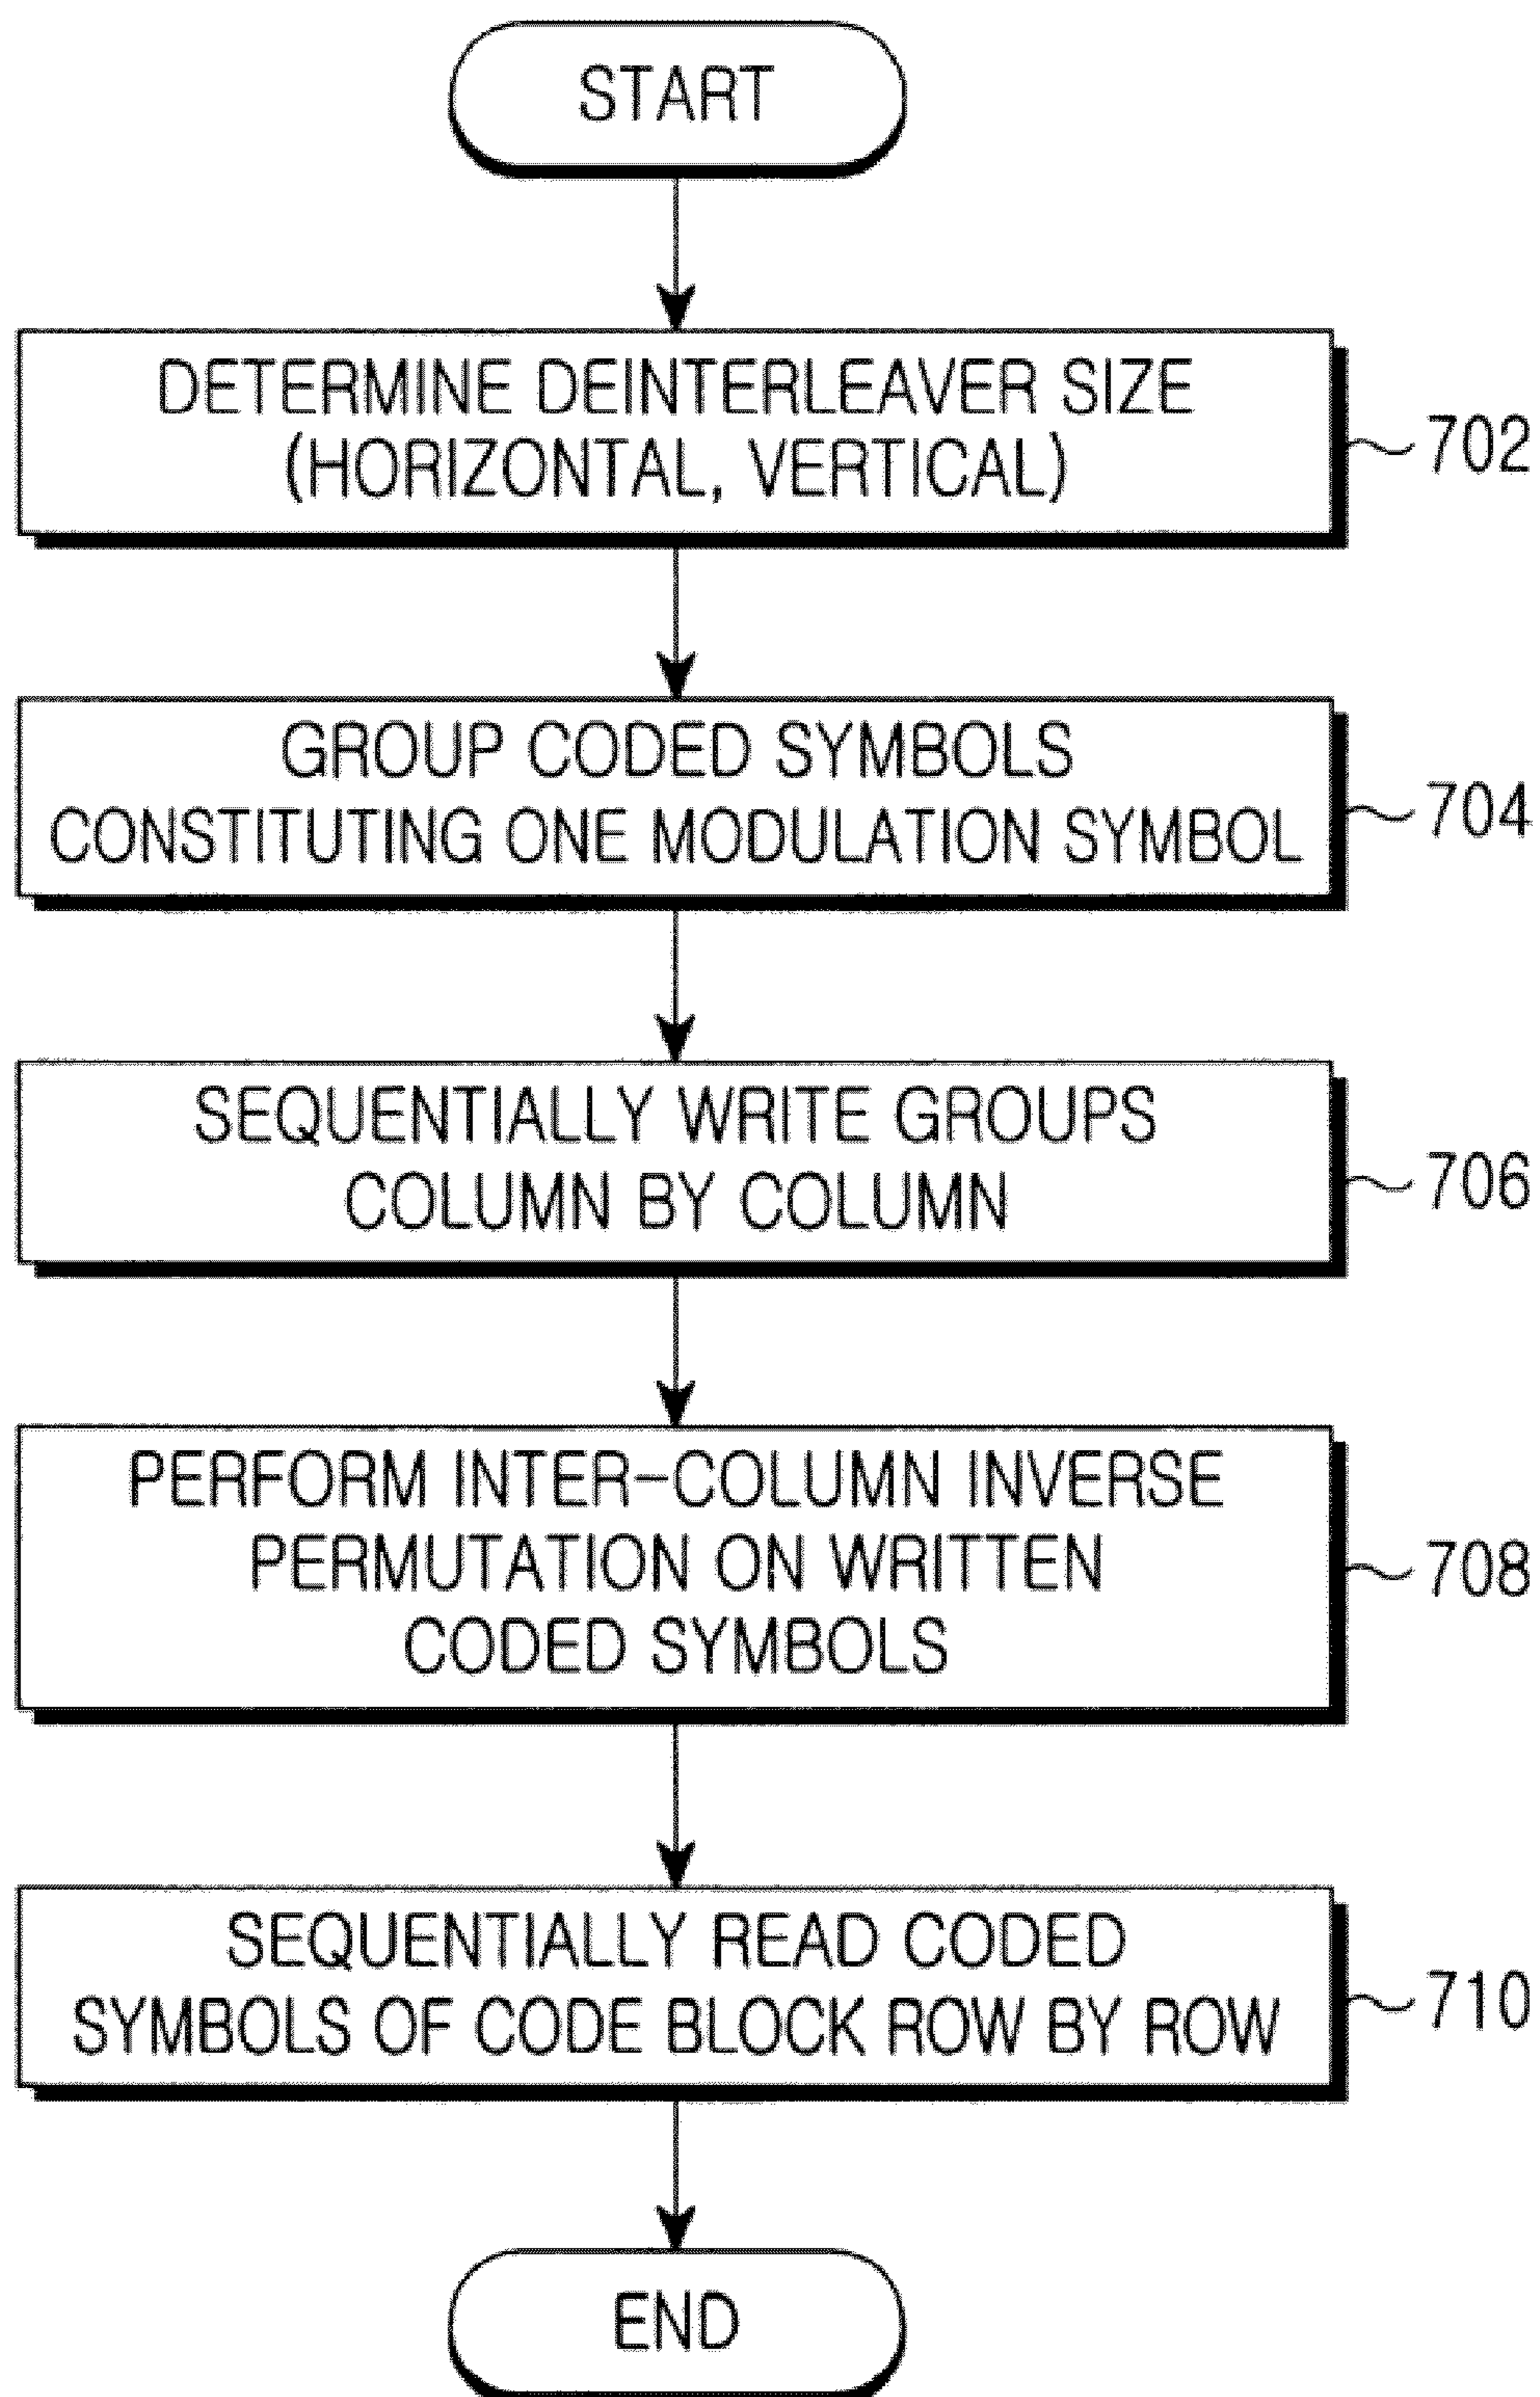 START
DETERMINE DEINTERLEAVER SIZE
(HORIZONTAL, VERTICAL)
702
GROUP CODED SYMBOLS
CONSTITUTING ONE MODULATION SYMBOL
704
SEQUENTIALLY WRITE GROUPS
COLUMN BY COLUMN
706
PERFORM INTER-COLUMN INVERSE
PERMUTATION ON WRITTEN
CODED SYMBOLS
708
SEQUENTIALLY READ CODED
SYMBOLS OF CODE BLOCK ROW BY ROW
710
END